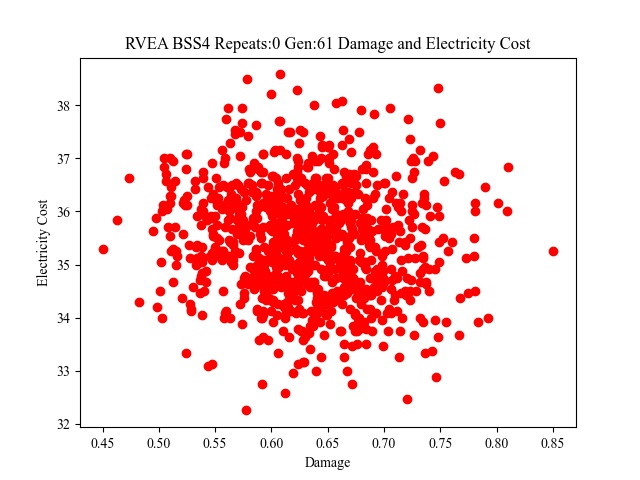 RVEA BSS4 Repeats:0 Gen:61 Damage and Electricity Cost
38
37
36
35
34
33
32
Electricity Cost
0.45 0.50 0.55 0.60 0.65 0.70 0.75 0.80 0.85
Damage